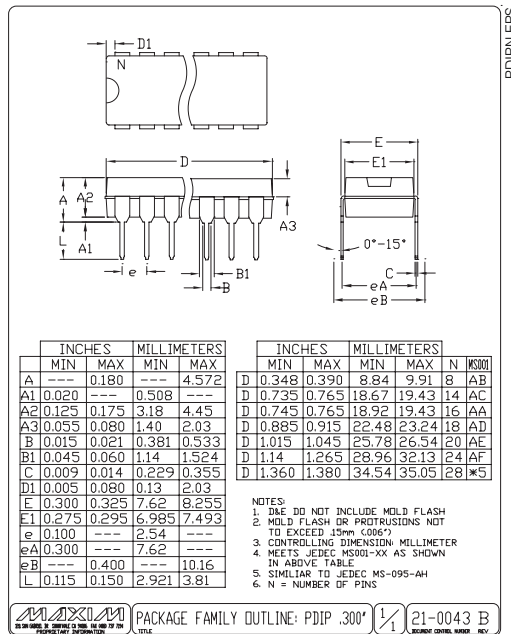 PDIPN.EPS
D1
N
D
A
A2
A3
L
A1
e
B1
B
E
E1
0°-15°
C
eA
eB
INCHES MILLIMETERS
MIN MAX MIN MAX
A --- 0.180 --- 4.572
A1 0.020 --- 0.508 ---
A2 0.125 0.175 3.18 4.45
A3 0.055 0.080 1.40 2.03
B 0.015 0.021 0.381 0.533
B1 0.045 0.060 1.14 1.524
C 0.009 0.014 0.229 0.355
D1 0.005 0.080 0.13 2.03
E 0.300 0.325 7.62 8.255
E1 0.275 0.295 6.985 7.493
e 0.100 --- 2.54 ---
eA 0.300 --- 7.62 ---
eB --- 0.400 --- 10.16
L 0.115 0.150 2.921 3.81
INCHES MILLIMETERS
MIN MAX MIN MAX N MS001
D 0.348 0.390 8.84 9.91 8 AB
D 0.735 0.765 18.67 19.43 14 AC
D 0.745 0.765 18.92 19.43 16 AA
D 0.885 0.915 22.48 23.24 18 AD
D 1.015 1.045 25.78 26.54 20 AE
D 1.14 1.265 28.96 32.13 24 AF
D 1.360 1.380 34.54 35.05 28 *5
NOTES:
1. D&E DO NOT INCLUDE MOLD FLASH
2. MOLD FLASH OR PROTRUSIONS NOT
TO EXCEED .15mm (.006")
3. CONTROLLING DIMENSION: MILLIMETER
4. MEETS JEDEC MS001-XX AS SHOWN
IN ABOVE TABLE
5. SIMILIAR TO JEDEC MS-095-AH
6. N = NUMBER OF PINS
MAXIM
PROPRIETARY INFORMATION
PACKAGE FAMILY OUTLINE: PDIP .300"
TITLE
1/1
21-0043 B
DOCUMENT CONTROL NUMBER REV